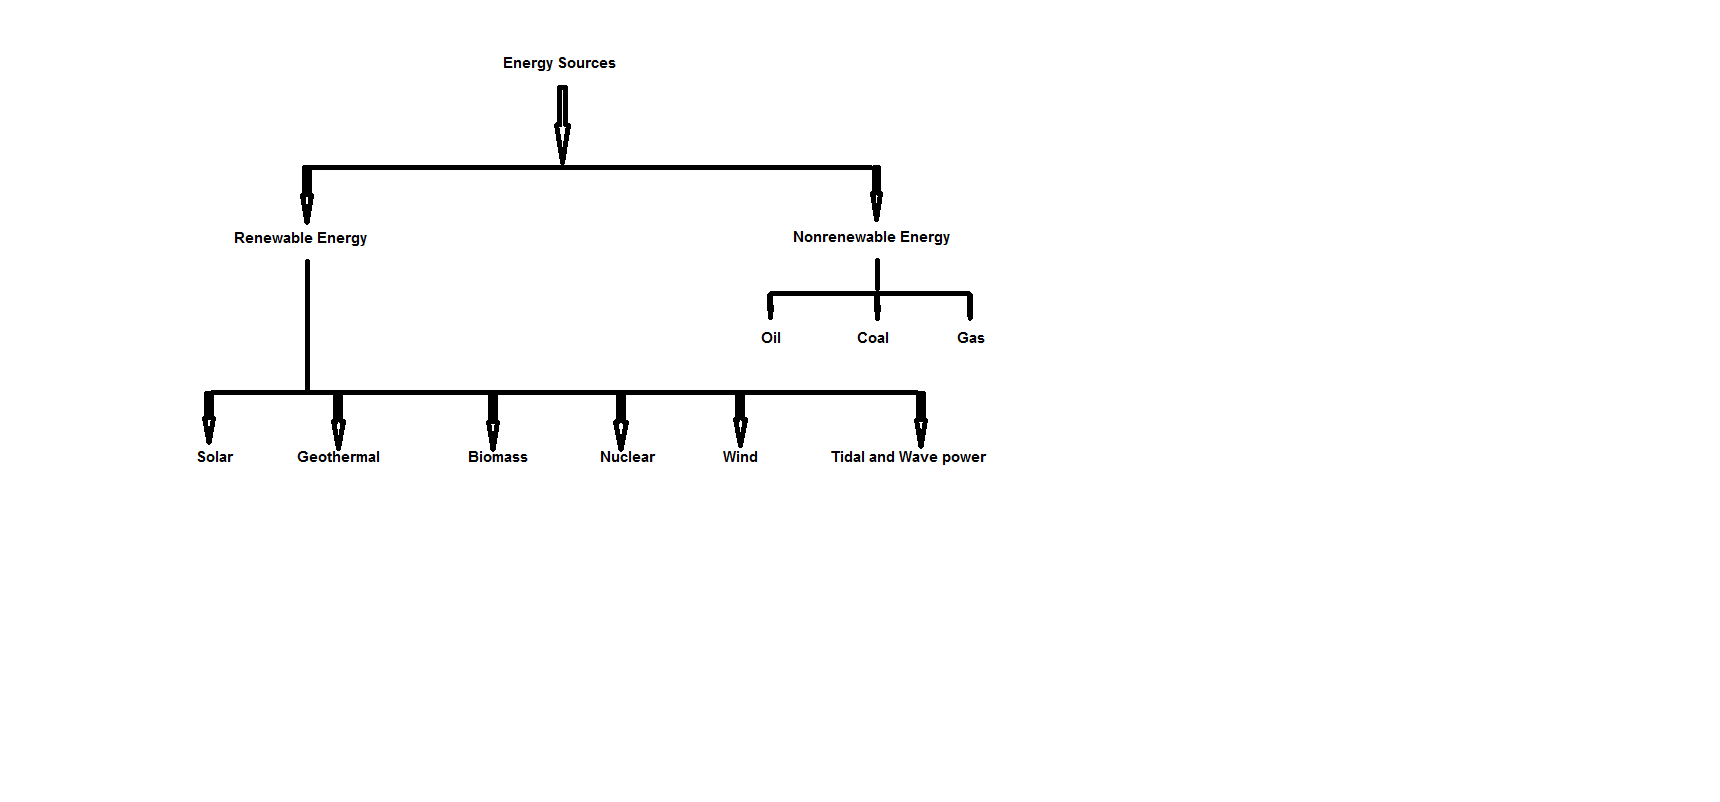 Energy Sources
Renewable Energy
Nonrenewable Energy
Oil
Coal
Gas
Solar
Geothermal
Biomass
Nuclear
Wind
Tidal and Wave power